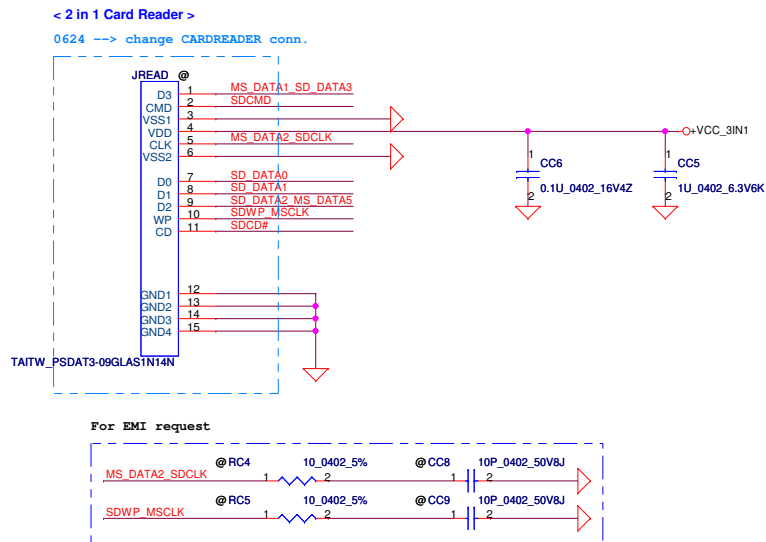 < 2 in 1 Card Reader >
0624 --> change CARDREADER conn.
JREAD @
D3 1 MS_DATA1_SD_DATA3
CMD 2 SDCMD
VSS1 3
VDD 4 +VCC_3IN1
CLK 5 MS_DATA2_SDCLK
VSS2 6
1 CC6 1 CC5
D0 7 SD_DATA0
D1 8 SD_DATA1
0.1U_0402_16V4Z 1U_0402_6.3V6K
2 2
D2 9 SD_DATA2_MS_DATA5
WP 10 SDWP_MSCLK
CD 11 SDCD#
GND1 12
GND2 13
GND3 14
GND4 15
TAITW_PSDAT3-09GLAS1N14N
For EMI request
@ RC4 10_0402_5% @ CC8 10P_0402_50V8J
MS_DATA2_SDCLK 1 2 1 2
@ RC5 10_0402_5% @ CC9 10P_0402_50V8J
SDWP_MSCLK 1 2 1 2